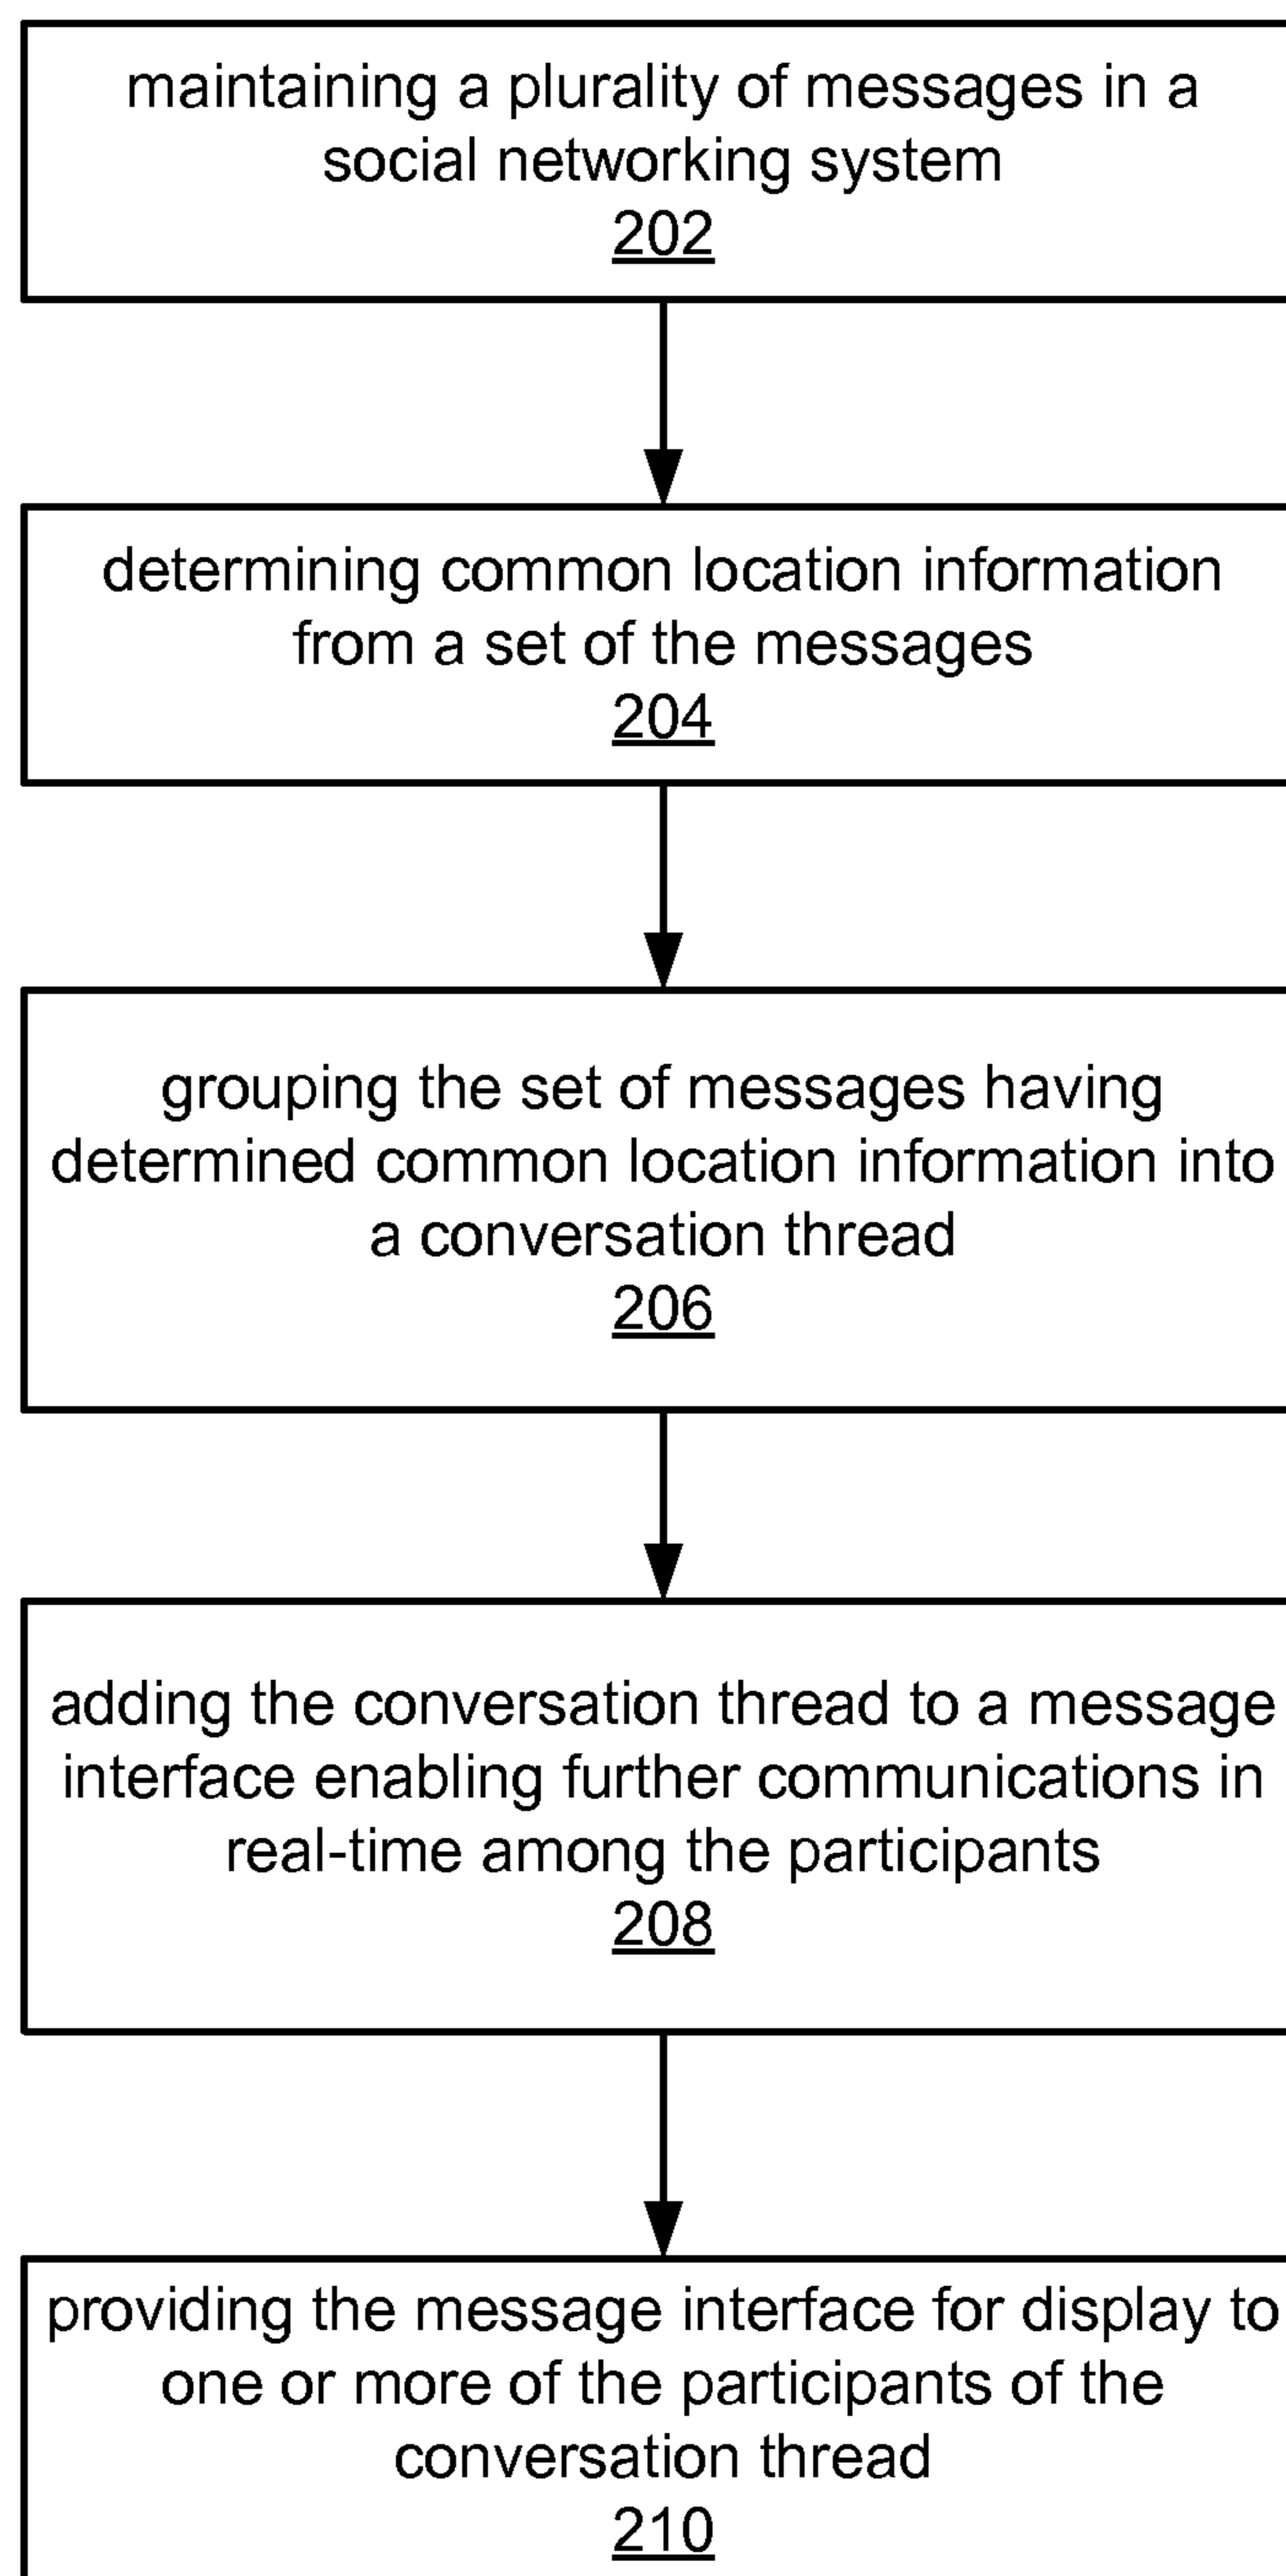 maintaining a plurality of messages in a
social networking system
202
determining common location information
from a set of the messages
204
grouping the set of messages having
determined common location information into
a conversation thread
206
adding the conversation thread to a message
interface enabling further communications in
real-time among the participants
208
providing the message interface for display to
one or more of the participants of the
conversation thread
210